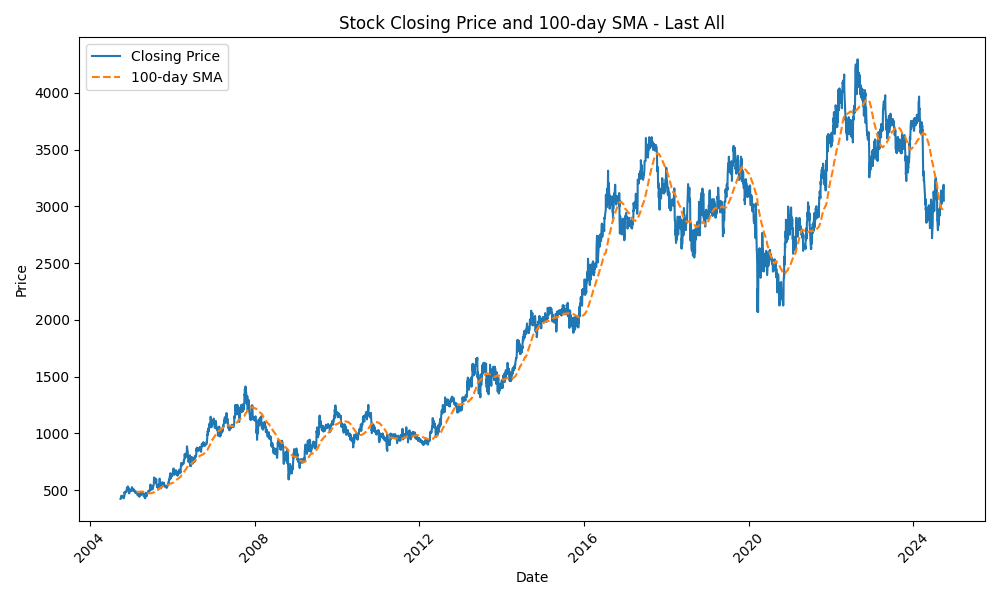 Stock Closing Price and 100-day SMA - Last All
Closing Price
100-day SMA
Price
4000
3500
3000
2500
2000
1500
1000
500
2004
2008
2012
2016
2020
2024
Date